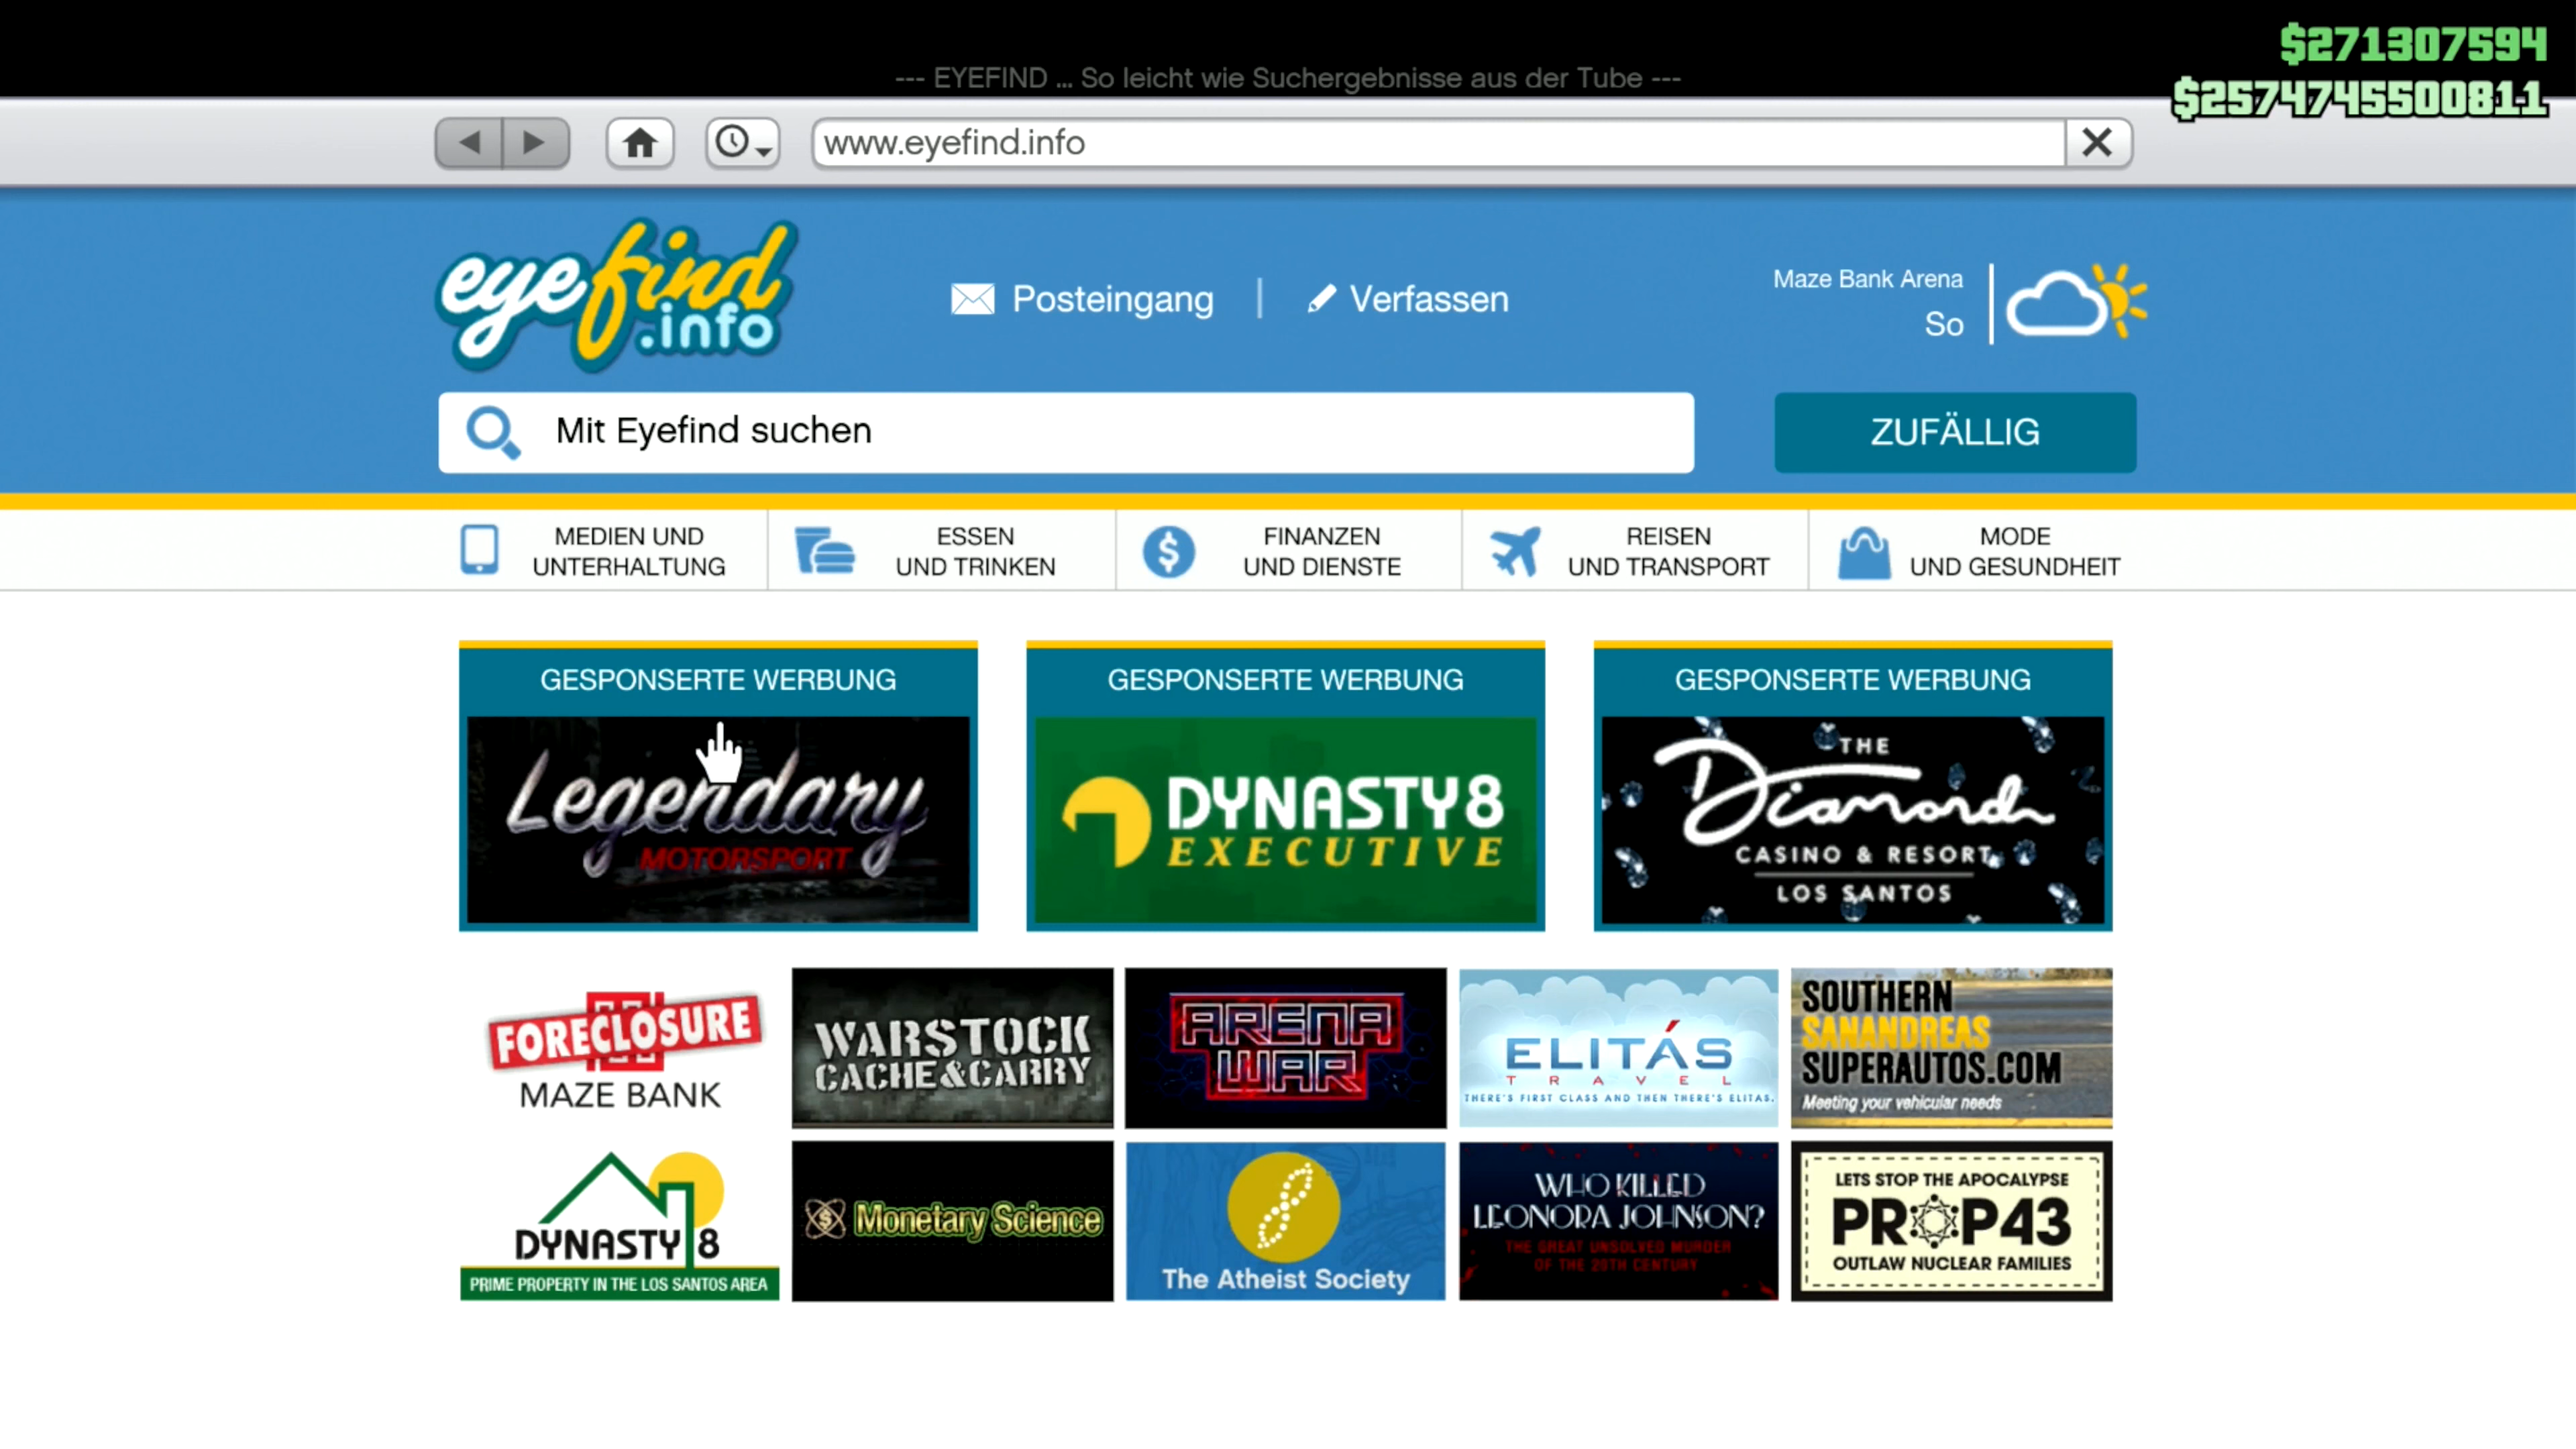 $271307594
--- EYEFIND ... So leicht wie Suchergebnisse aus der Tube ---
$2574745500811
www.eyefind.info
eyefind
.info
Posteingang | Verfassen
Maze Bank Arena
So
Mit Eyefind suchen
ZUFÄLLIG
MEDIEN UND
UNTERHALTUNG
ESSEN
UND TRINKEN
FINANZEN
UND DIENSTE
REISEN
UND TRANSPORT
MODE
UND GESUNDHEIT
GESPONSERTE WERBUNG
Legendary
MOTORSPORT
GESPONSERTE WERBUNG
DYNASTY8
EXECUTIVE
GESPONSERTE WERBUNG
THE
Diamond
CASINO & RESORT
LOS SANTOS
FORECLOSURE
MAZE BANK
WARSTOCK
CACHE&CARRY
ARENA
WAR
ELITÁS
TRAVEL
THERE'S FIRST CLASS AND THEN THERE'S ELITAS.
SOUTHERN
SANANDREAS
SUPERAUTOS.COM
Meeting your vehicular needs
DYNASTY 8
PRIME PROPERTY IN THE LOS SANTOS AREA
Monetary Science
The Atheist Society
WHO KILLED
LEONORA JOHNSON?
THE GREAT UNSOLVED MURDER
OF THE 20TH CENTURY
LETS STOP THE APOCALYPSE
PROP43
OUTLAW NUCLEAR FAMILIES